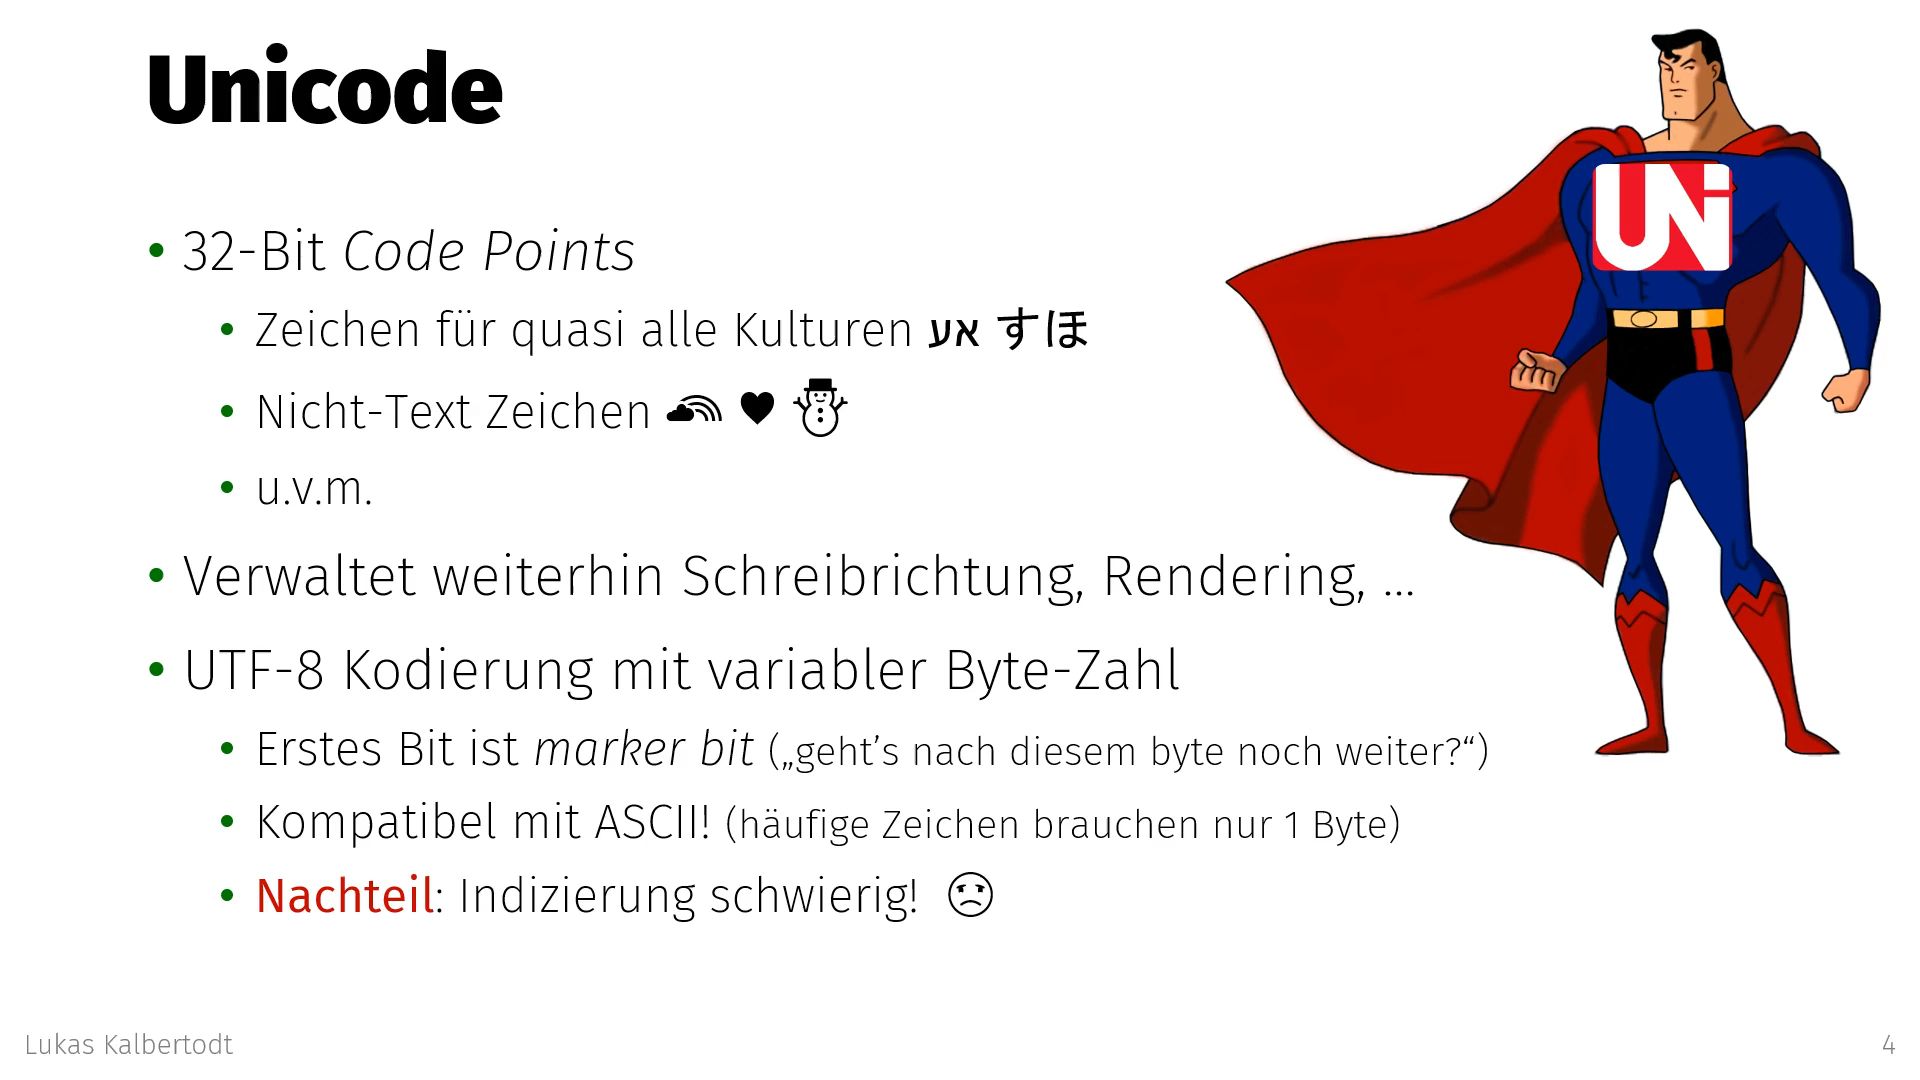 Unicode
UNi
• 32-Bit Code Points
• Zeichen für quasi alle Kulturen אע すほ
• Nicht-Text Zeichen 🌈 ♥ ☃
• u.v.m.
• Verwaltet weiterhin Schreibrichtung, Rendering, ...
• UTF-8 Kodierung mit variabler Byte-Zahl
• Erstes Bit ist marker bit („geht’s nach diesem byte noch weiter?“)
• Kompatibel mit ASCII! (häufige Zeichen brauchen nur 1 Byte)
• Nachteil: Indizierung schwierig! ☹
Lukas Kalbertodt
4